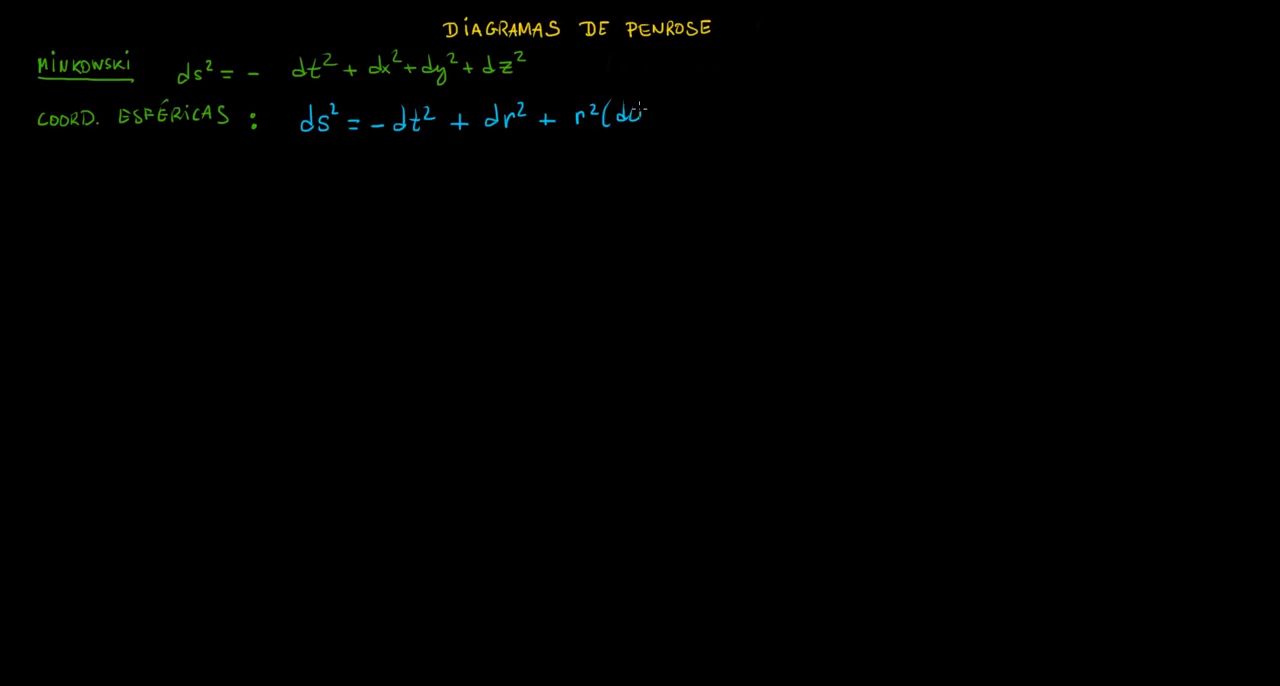 DIAGRAMAS DE PENROSE
MINKOWSKI ds² = - dt² + dx² + dy² + dz²
COORD. ESFÉRICAS : ds² = - dt² + dr² + r²(d